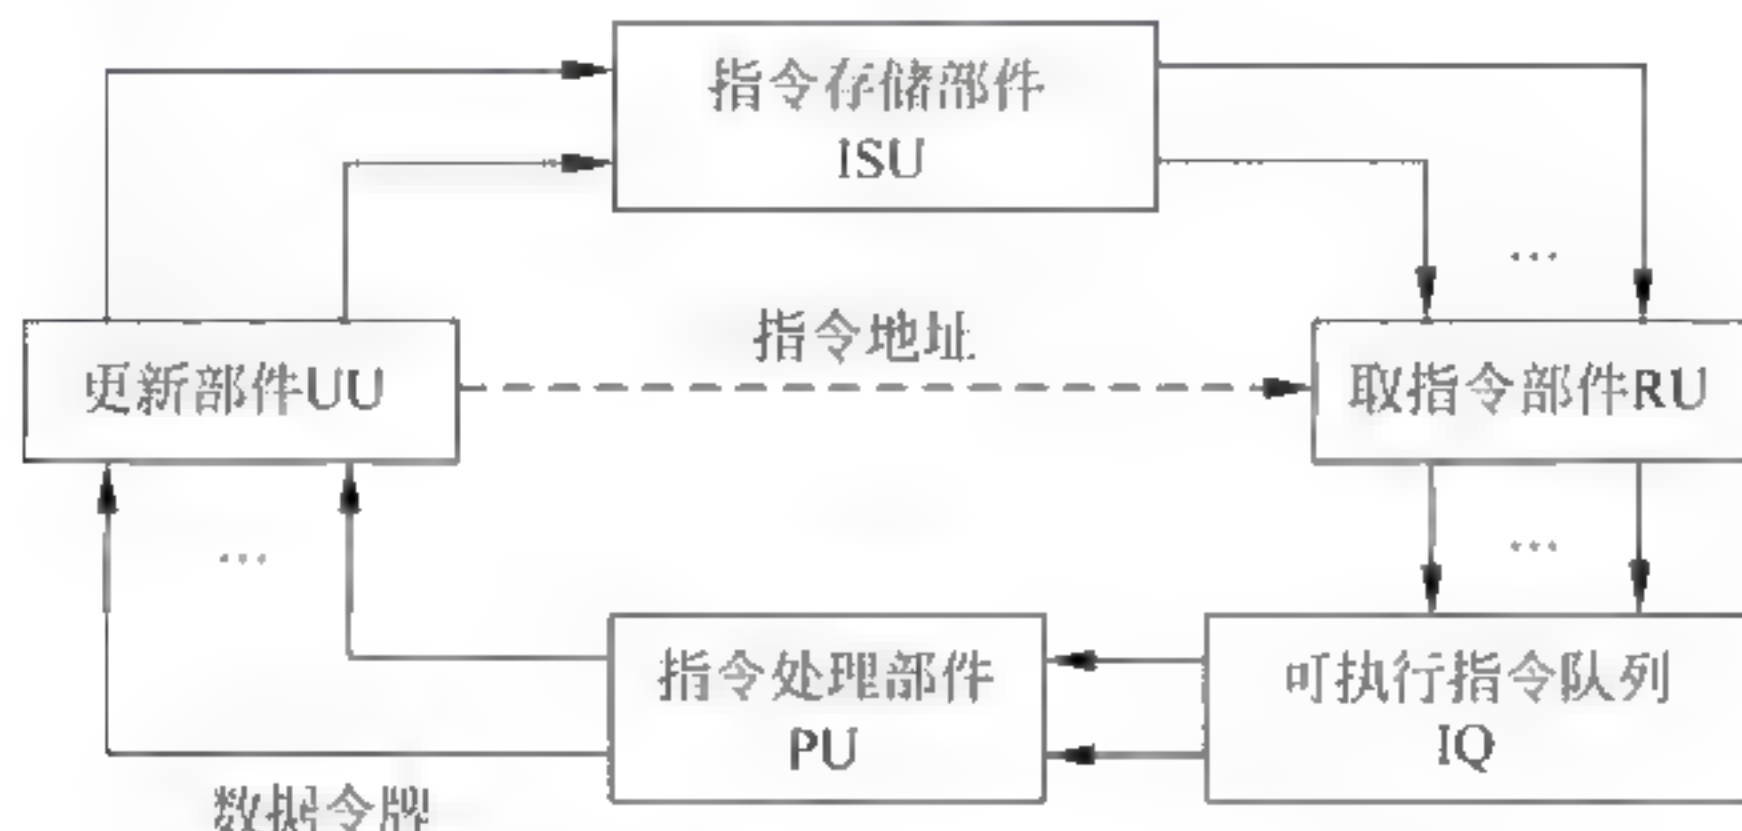 指令存储部件
ISU
…
指令地址
更新部件UU
取指令部件RU
…
…
指令处理部件
PU
可执行指令队列
IQ
数据令牌